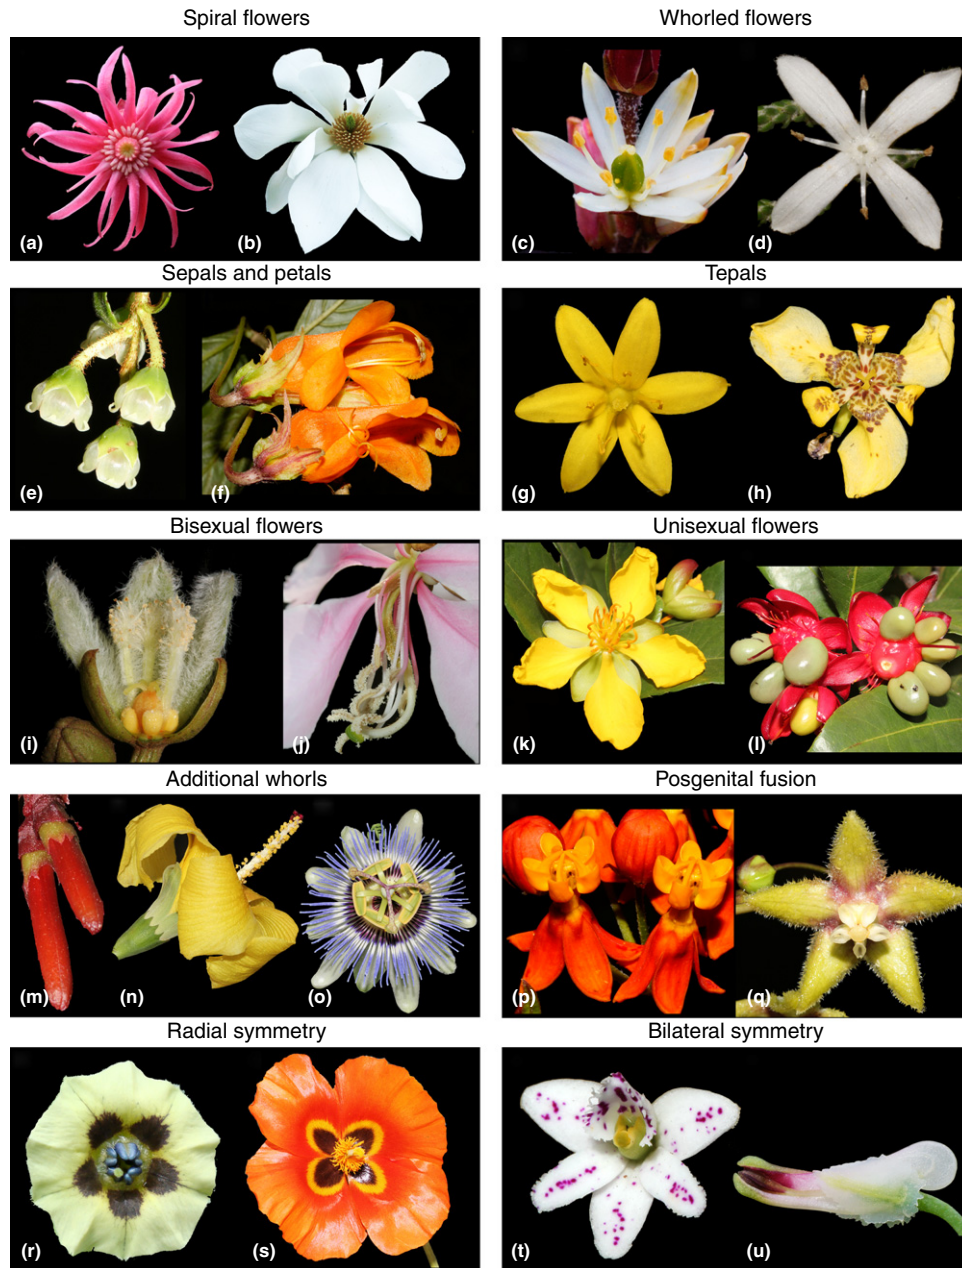 Spiral flowers
Whorled flowers
(a)
(b)
(c)
(d)
Sepals and petals
Tepals
(e)
(f)
(g)
(h)
Bisexual flowers
Unisexual flowers
(i)
(j)
(k)
(l)
Additional whorls
Posgenital fusion
(m)
(n)
(o)
(p)
(q)
Radial symmetry
Bilateral symmetry
(r)
(s)
(t)
(u)